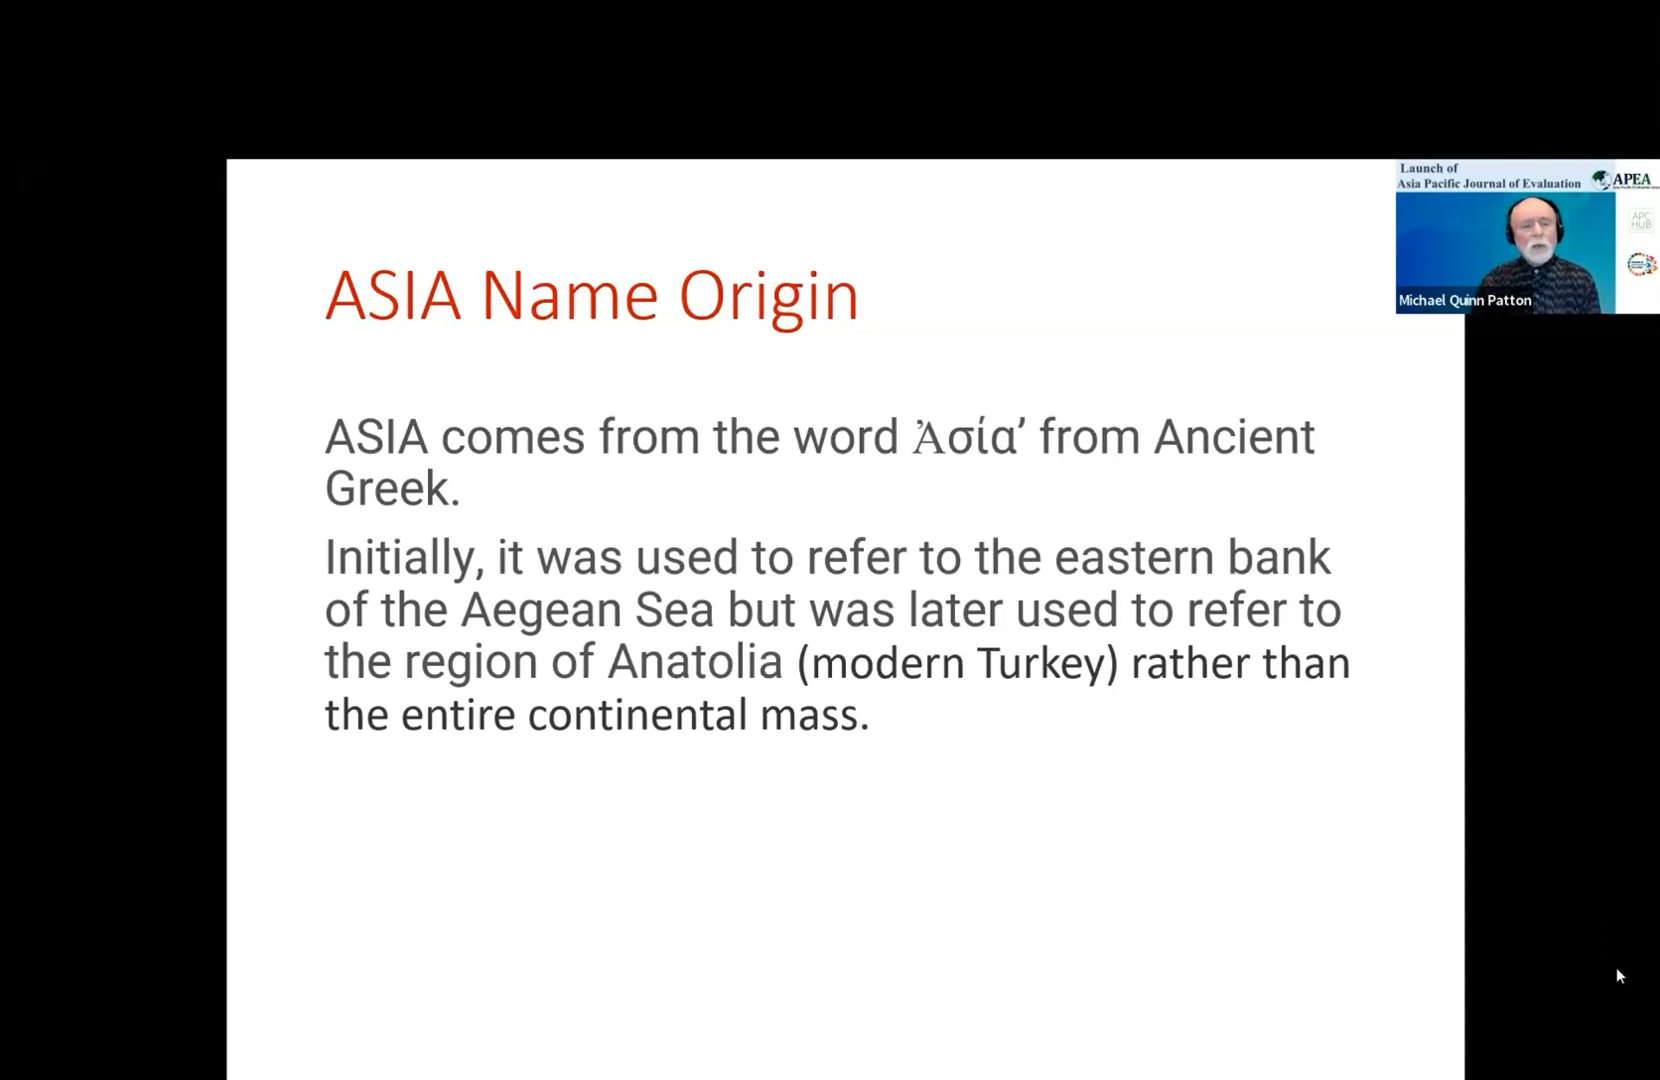 Launch of
Asia Pacific Journal of Evaluation
APEA
APC
HUB
Michael Quinn Patton
ASIA Name Origin
ASIA comes from the word Ἀσία’ from Ancient
Greek.
Initially, it was used to refer to the eastern bank
of the Aegean Sea but was later used to refer to
the region of Anatolia (modern Turkey) rather than
the entire continental mass.